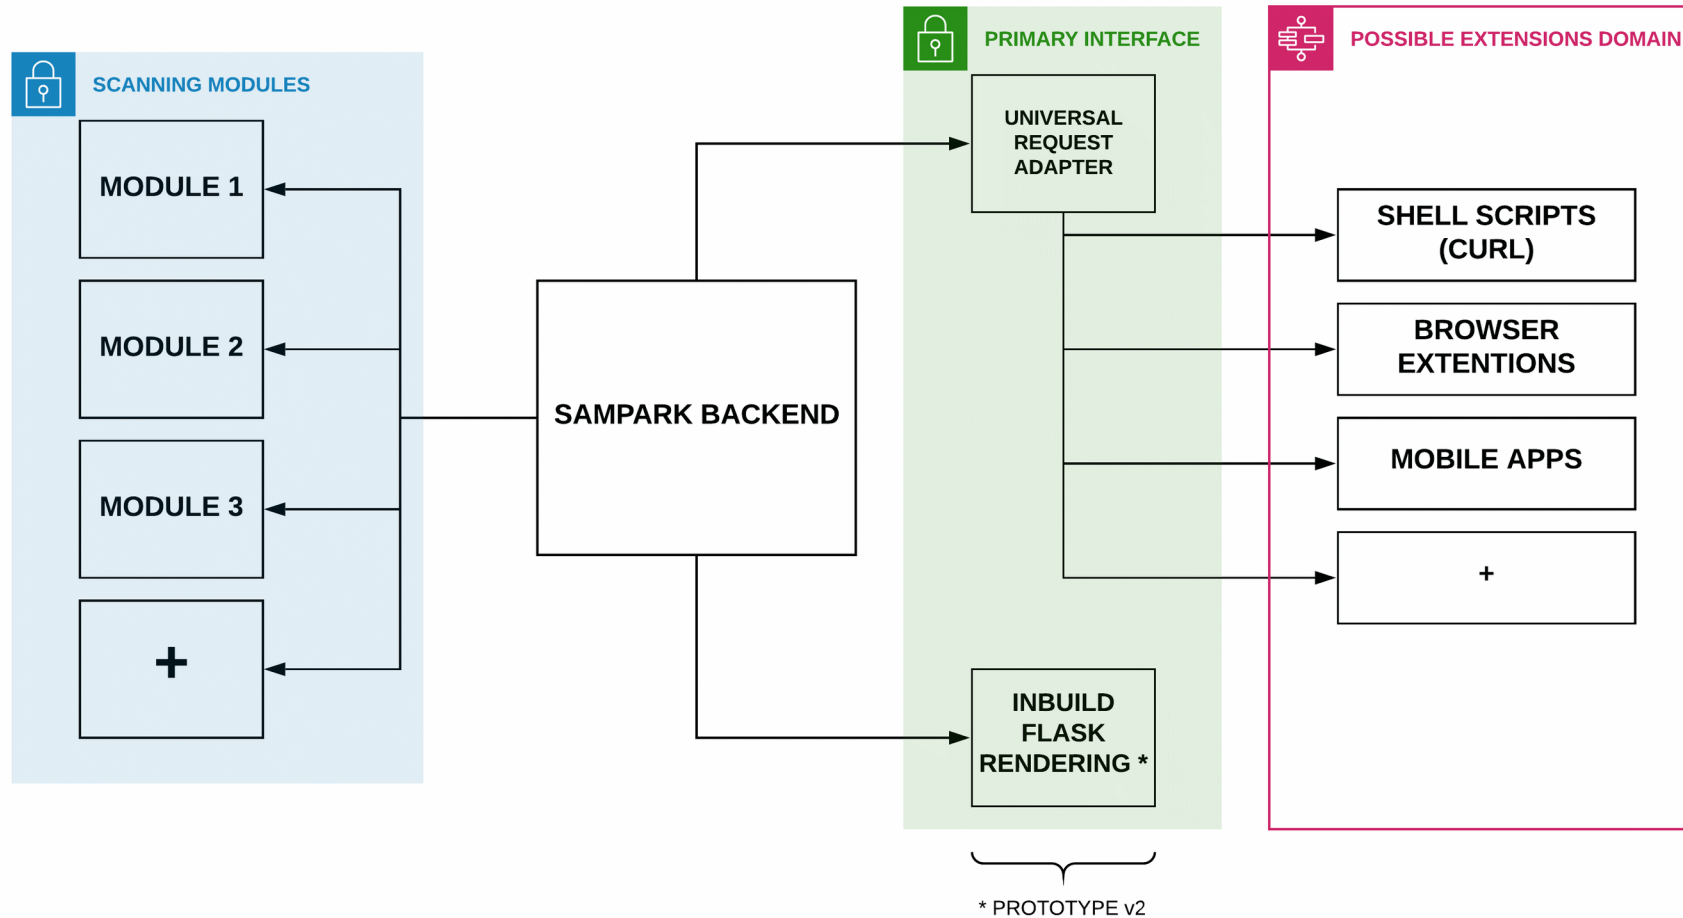 SCANNING MODULES
MODULE 1
MODULE 2
MODULE 3
+
SAMPARK BACKEND
PRIMARY INTERFACE
UNIVERSAL
REQUEST
ADAPTER
INBUILD
FLASK
RENDERING *
* PROTOTYPE v2
POSSIBLE EXTENSIONS DOMAIN
SHELL SCRIPTS
(CURL)
BROWSER
EXTENTIONS
MOBILE APPS
+